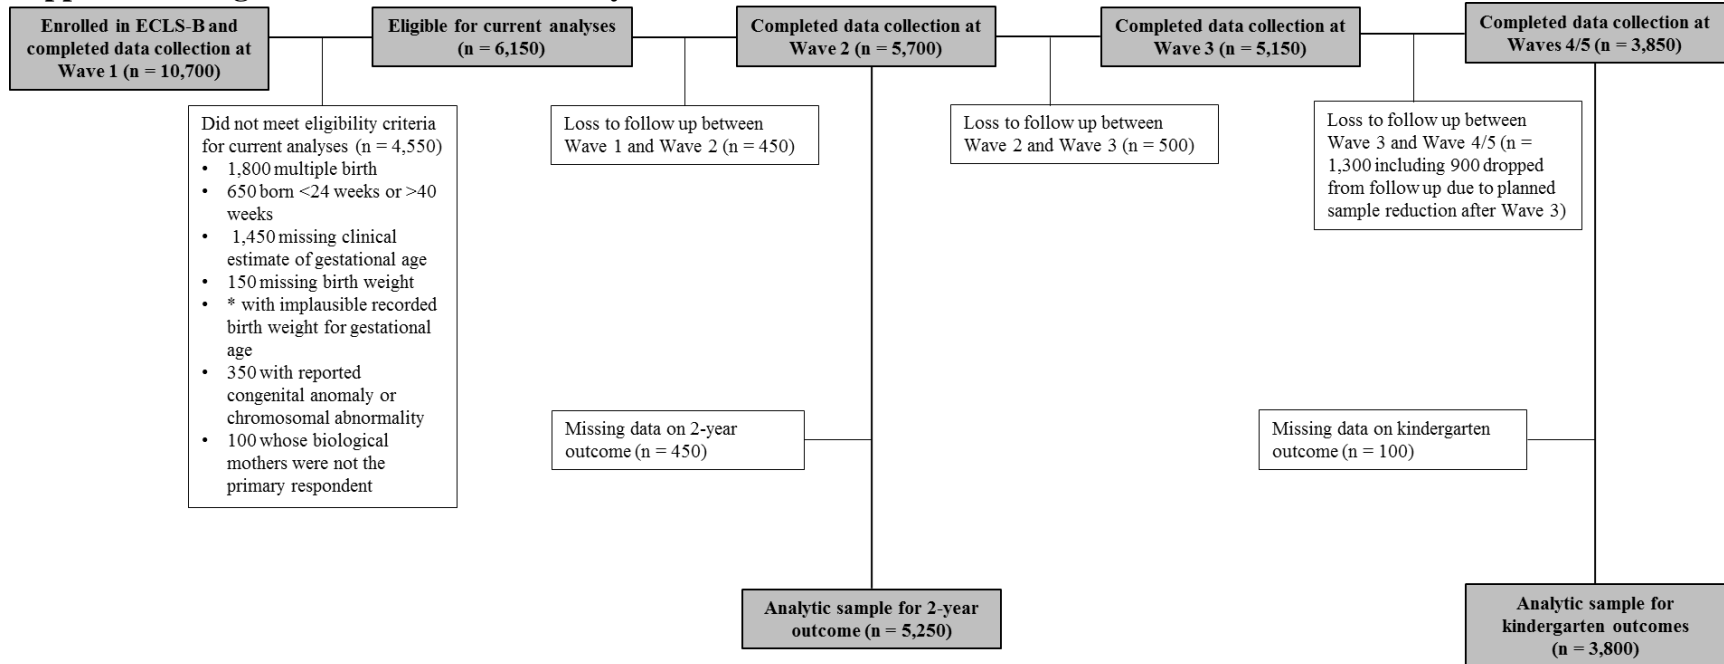 Enrolled in ECLS-B and
completed data collection at
Wave 1 (n = 10,700)
Eligible for current analyses
(n = 6,150)
Completed data collection at
Wave 2 (n = 5,700)
Completed data collection at
Wave 3 (n = 5,150)
Completed data collection at
Waves 4/5 (n = 3,850)
Did not meet eligibility criteria
for current analyses (n = 4,550)
• 1,800 multiple birth
• 650 born <24 weeks or >40
weeks
• 1,450 missing clinical
estimate of gestational age
• 150 missing birth weight
• * with implausible recorded
birth weight for gestational
age
• 350 with reported
congenital anomaly or
chromosomal abnormality
• 100 whose biological
mothers were not the
primary respondent
Loss to follow up between
Wave 1 and Wave 2 (n = 450)
Loss to follow up between
Wave 2 and Wave 3 (n = 500)
Loss to follow up between
Wave 3 and Wave 4/5 (n =
1,300 including 900 dropped
from follow up due to planned
sample reduction after Wave 3)
Missing data on 2-year
outcome (n = 450)
Missing data on kindergarten
outcome (n = 100)
Analytic sample for 2-year
outcome (n = 5,250)
Analytic sample for
kindergarten outcomes
(n = 3,800)